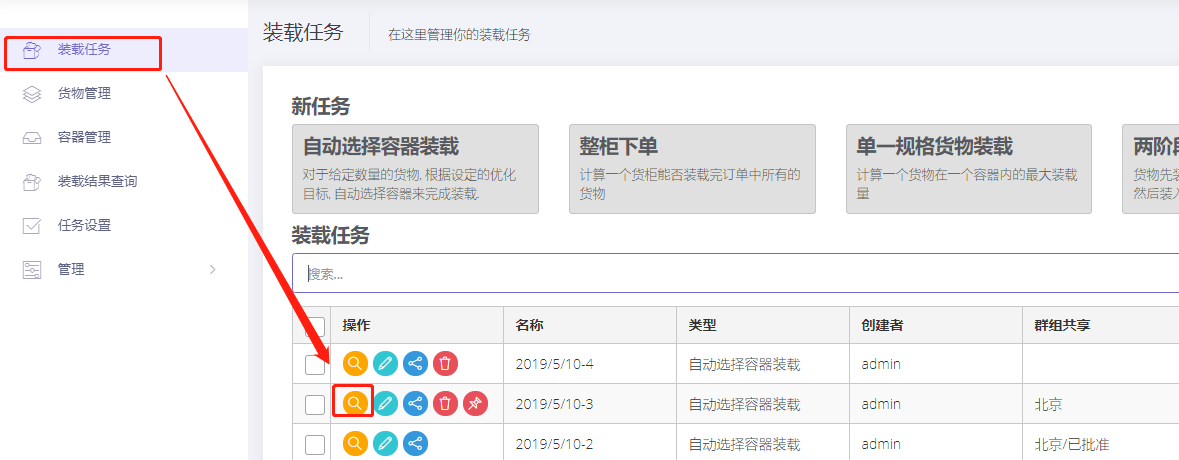 装载任务
货物管理
容器管理
装载结果查询
任务设置
管理
装载任务
在这里管理你的装载任务
新任务
自动选择容器装载
对于给定数量的货物. 根据设定的优化
目标, 自动选择容器来完成装载.
整柜下单
计算一个货柜能否装载完订单中所有的
货物
单一规格货物装载
计算一个货物在一个容器内的最大装载
量
两阶段
货物先装
然后装入
装载任务
搜索...
操作 名称 类型 创建者 群组共享
2019/5/10-4 自动选择容器装载 admin
2019/5/10-3 自动选择容器装载 admin 北京
2019/5/10-2 自动选择容器装载 admin 北京/已批准